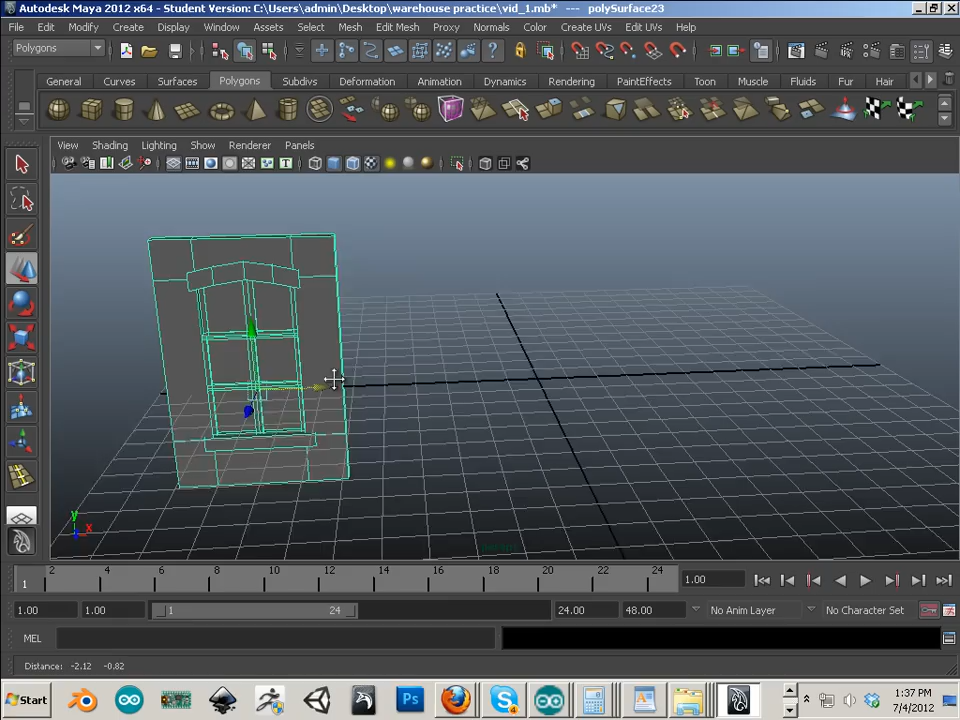 Autodesk Maya 2012 x64 - Student Version: C:\Users\admin\Desktop\warehouse practice\vid_1.mb* --- polySurface23
File Edit Modify Create Display Window Assets Select Mesh Edit Mesh Proxy Normals Color Create UVs Edit UVs Help
Polygons
General Curves Surfaces Polygons Subdivs Deformation Animation Dynamics Rendering PaintEffects Toon Muscle Fluids Fur Hair
View Shading Lighting Show Renderer Panels
y
x
2 4 6 8 10 12 14 16 18 20 22 24
1
1.00
1.00 1.00 1 24 24.00 48.00 No Anim Layer No Character Set
MEL
Distance: -2.12 -0.82
Start
Ps
4
1:37 PM
7/4/2012